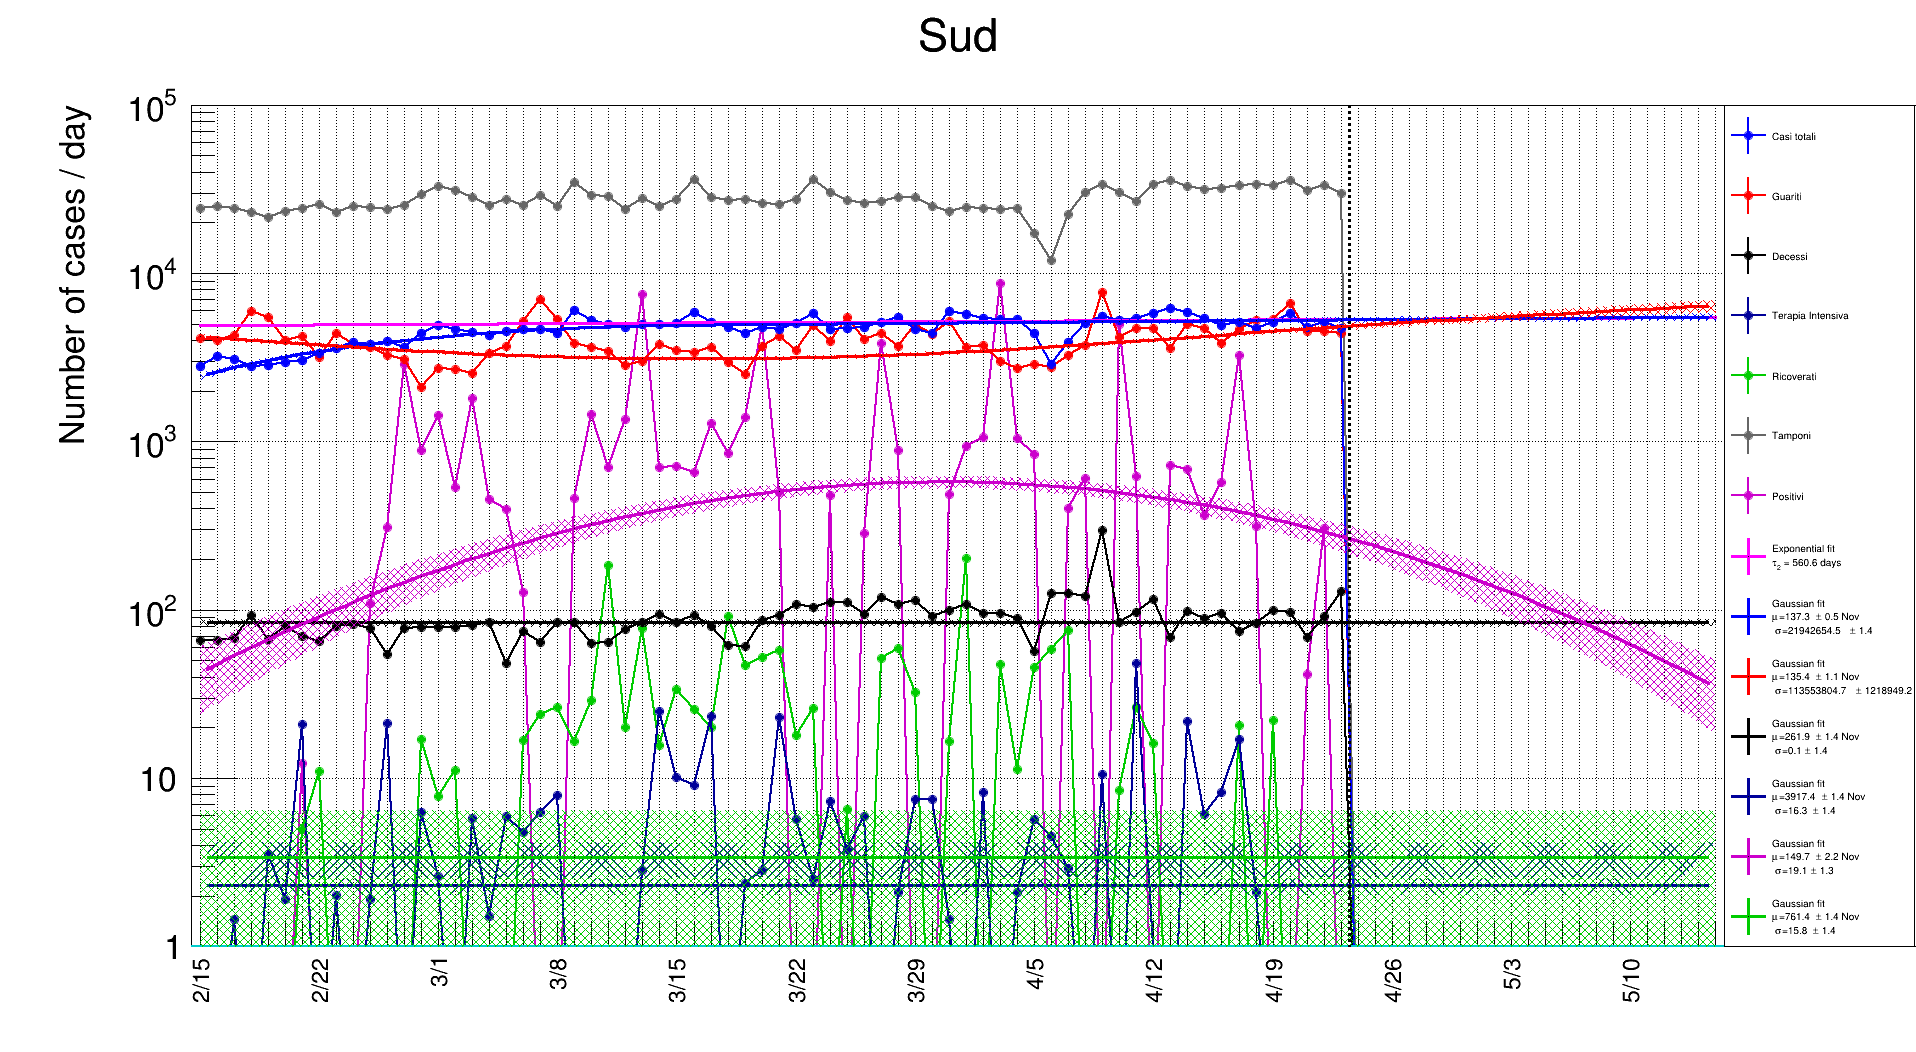 Sud
Number of cases / day
10^5
10^4
10^3
10^2
10
1
2/15
2/22
3/1
3/8
3/15
3/22
3/29
4/5
4/12
4/19
4/26
5/3
5/10
Casi totali
Guariti
Decessi
Terapia Intensiva
Ricoverati
Tamponi
Positivi
Exponential fit
τ_2 = 560.6 days
Gaussian fit
μ=137.3 ± 0.5 Nov
σ=21942654.5 ± 1.4
Gaussian fit
μ=135.4 ± 1.1 Nov
σ=113553804.7 ± 1218949.2
Gaussian fit
μ=261.9 ± 1.4 Nov
σ=0.1 ± 1.4
Gaussian fit
μ=3917.4 ± 1.4 Nov
σ=16.3 ± 1.4
Gaussian fit
μ=149.7 ± 2.2 Nov
σ=19.1 ± 1.3
Gaussian fit
μ=761.4 ± 1.4 Nov
σ=15.8 ± 1.4